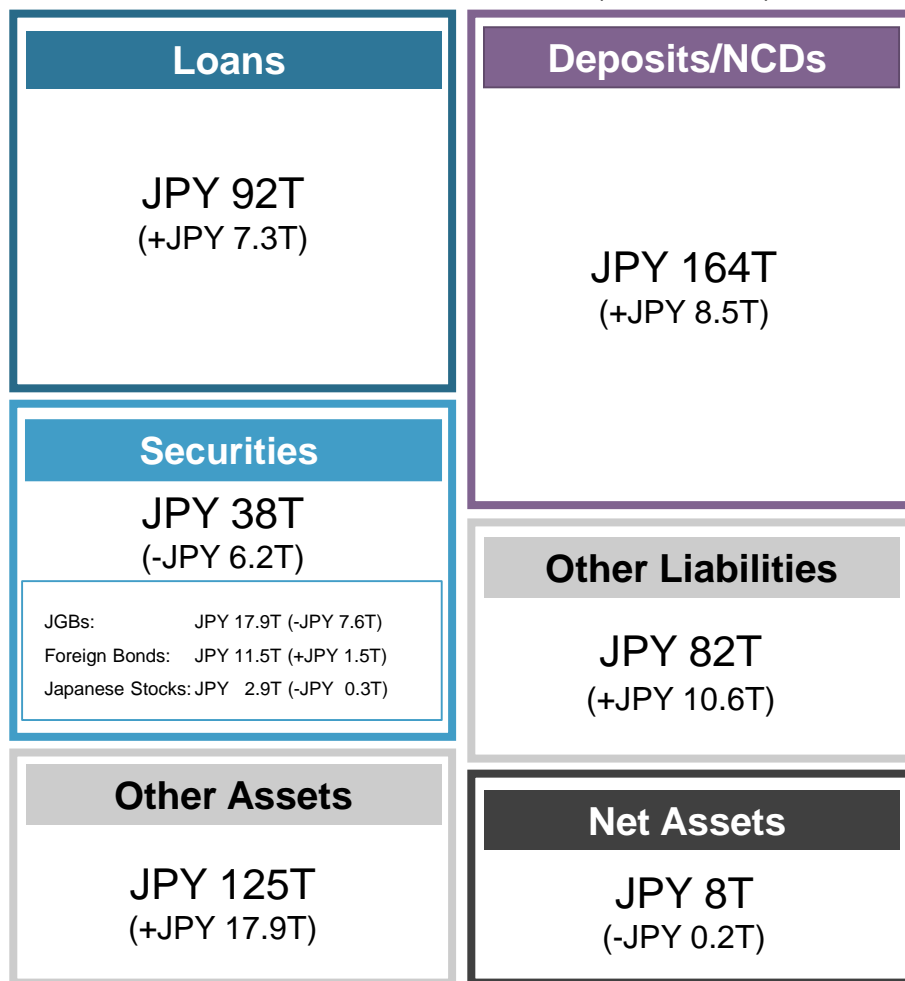 Loans
JPY 92T
(+JPY 7.3T)
Securities
JPY 38T
(-JPY 6.2T)
JGBs: JPY 17.9T (-JPY 7.6T)
Foreign Bonds: JPY 11.5T (+JPY 1.5T)
Japanese Stocks: JPY 2.9T (-JPY 0.3T)
Other Assets
JPY 125T
(+JPY 17.9T)
Deposits/NCDs
JPY 164T
(+JPY 8.5T)
Other Liabilities
JPY 82T
(+JPY 10.6T)
Net Assets
JPY 8T
(-JPY 0.2T)